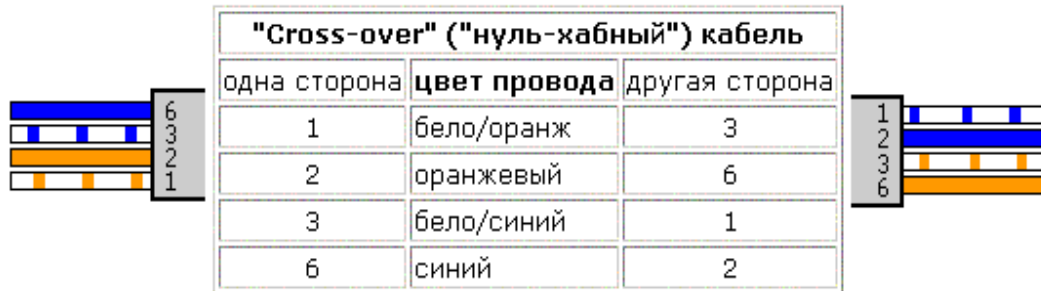 "Cross-over" ("нуль-хабный") кабель
одна сторона цвет провода другая сторона
1 бело/оранж 3
2 оранжевый 6
3 бело/синий 1
6 синий 2
6
3
2
1
1
2
3
6